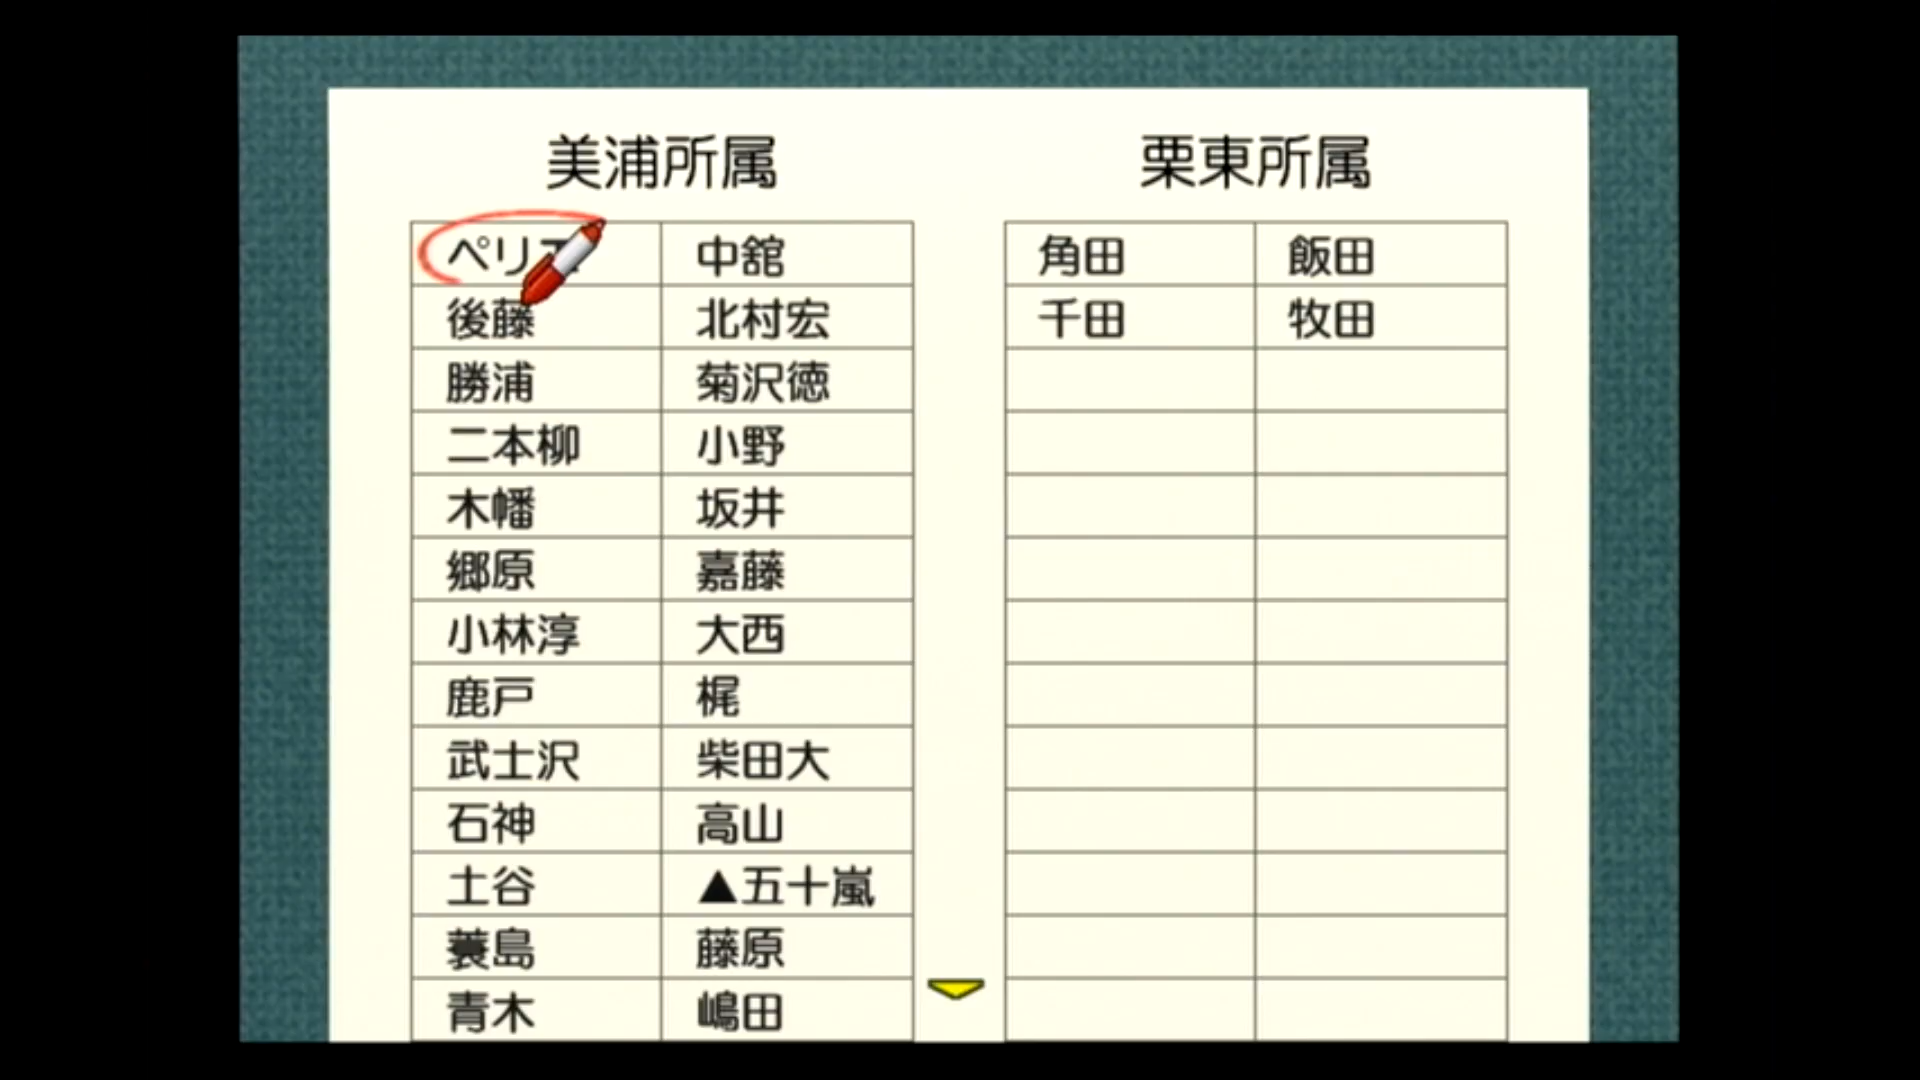 美浦所属
栗東所属
中舘
角田
飯田
後藤
北村宏
千田
牧田
勝浦
菊沢徳
二本柳
小野
木幡
坂井
郷原
嘉藤
小林淳
大西
鹿戸
梶
武士沢
柴田大
石神
高山
土谷
▲五十嵐
蓑島
藤原
青木
嶋田